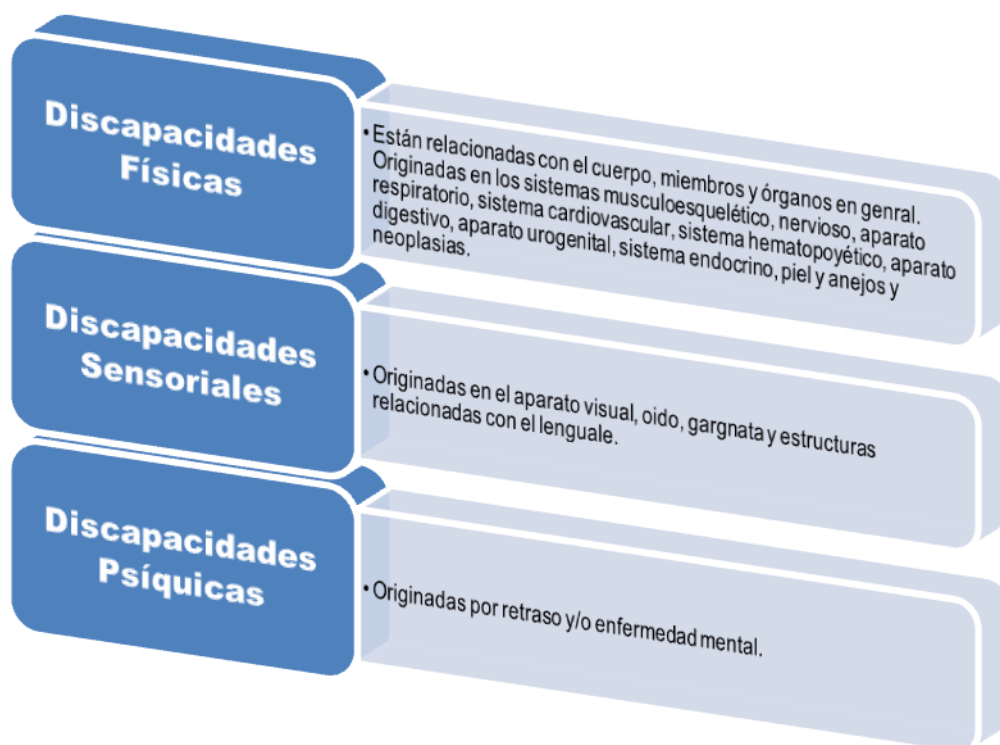 Discapacidades
Físicas
•Están relacionadas con el cuerpo, miembros y órganos en genral.
Originadas en los sistemas musculoesquelético, nervioso, aparato
respiratorio, sistema cardiovascular, sistema hematopoyético, aparato
digestivo, aparato urogenital, sistema endocrino, piel y anejos y
neoplasias.
Discapacidades
Sensoriales
•Originadas en el aparato visual, oido, gargnata y estructuras
relacionadas con el lenguale.
Discapacidades
Psíquicas
•Originadas por retraso y/o enfermedad mental.